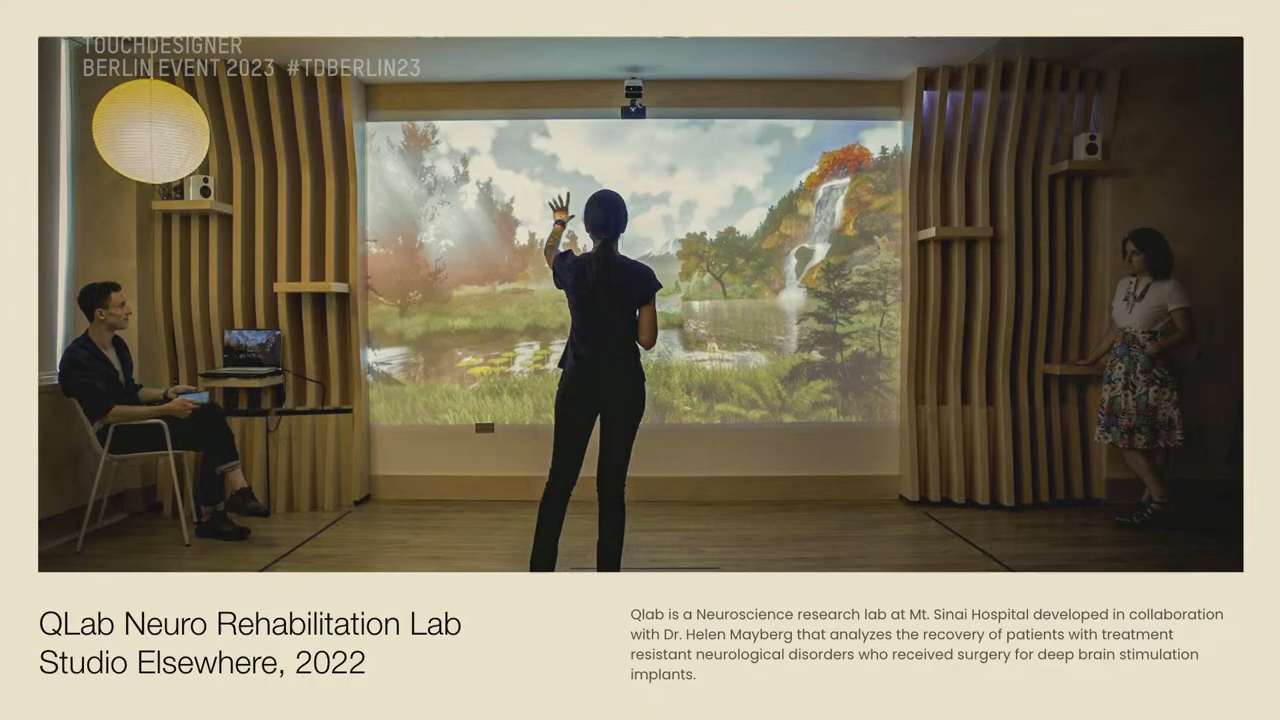 TOUCHDESIGNER
BERLIN EVENT 2023 #TDBERLIN23
QLab Neuro Rehabilitation Lab
Studio Elsewhere, 2022
Qlab is a Neuroscience research lab at Mt. Sinai Hospital developed in collaboration
with Dr. Helen Mayberg that analyzes the recovery of patients with treatment
resistant neurological disorders who received surgery for deep brain stimulation
implants.